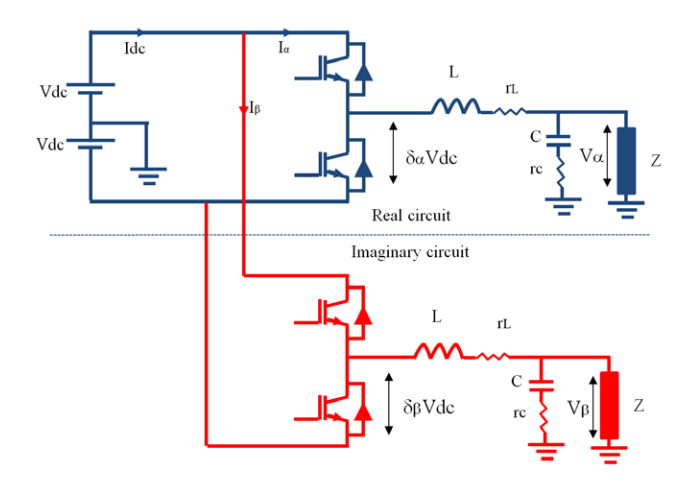 Idc
Iα
Vdc
Iβ
Vdc
L
rL
C
rc
δαVdc
Vα
Z
Real circuit
Imaginary circuit
L
rL
C
rc
δβVdc
Vβ
Z